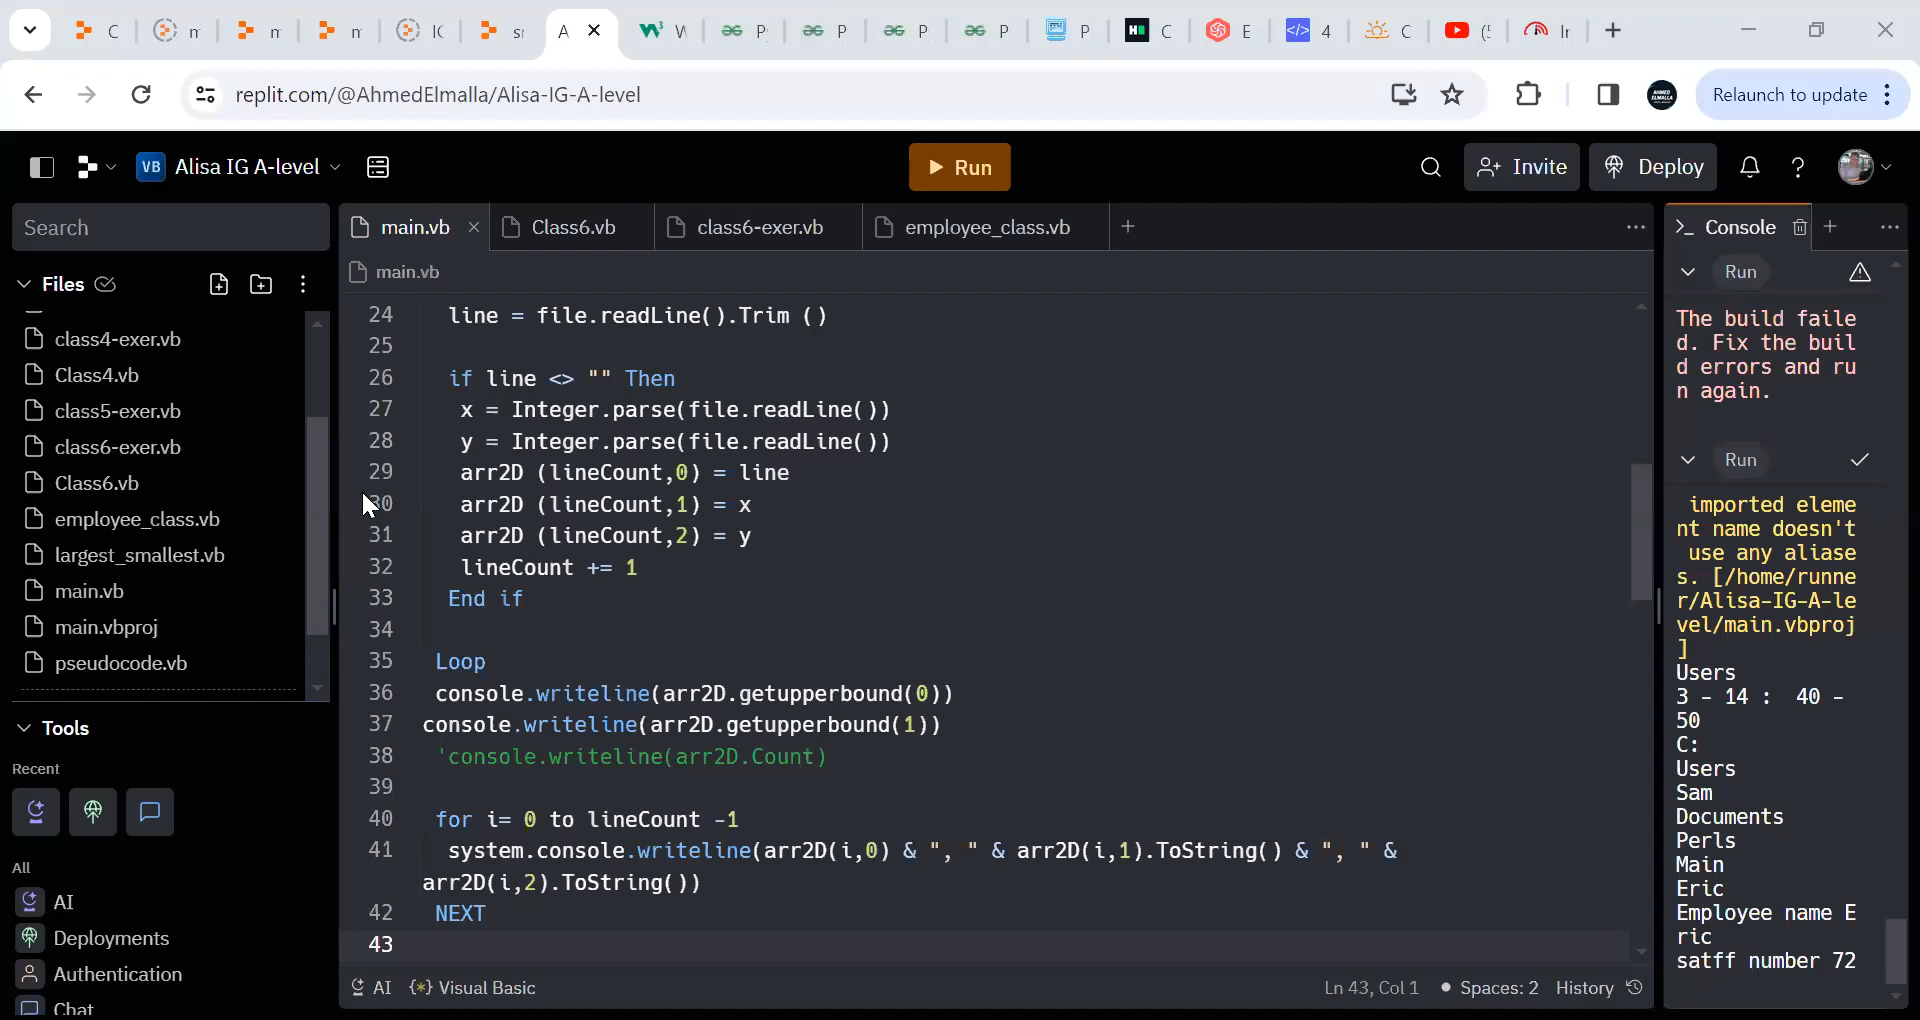 C
n
n
n
IC
sı
A
W
P
P
P
P
P
C
E
4
C
(
Ir
replit.com/@AhmedElmalla/Alisa-IG-A-level
Relaunch to update
VB Alisa IG A-level
Run
Invite
Deploy
Search
main.vb
Class6.vb
class6-exer.vb
employee_class.vb
Console
Files
main.vb
Run
class4-exer.vb
Class4.vb
class5-exer.vb
class6-exer.vb
Class6.vb
employee_class.vb
largest_smallest.vb
main.vb
main.vbproj
pseudocode.vb
Tools
Recent
All
AI
Deployments
Authentication
Chat
24 line = file.readLine().Trim ()
25
26 if line <> "" Then
27 x = Integer.parse(file.readLine())
28 y = Integer.parse(file.readLine())
29 arr2D (lineCount,0) = line
30 arr2D (lineCount,1) = x
31 arr2D (lineCount,2) = y
32 lineCount += 1
33 End if
34
35 Loop
36 console.writeline(arr2D.getupperbound(0))
37 console.writeline(arr2D.getupperbound(1))
38 'console.writeline(arr2D.Count)
39
40 for i= 0 to lineCount -1
41 system.console.writeline(arr2D(i,0) & ", " & arr2D(i,1).ToString() & ", " &
arr2D(i,2).ToString())
42 NEXT
43
AI {*} Visual Basic
Ln 43, Col 1 • Spaces: 2 History
The build faile
d. Fix the buil
d errors and ru
n again.
Run
imported eleme
nt name doesn't
use any aliase
s. [/home/runne
r/Alisa-IG-A-le
vel/main.vbproj
]
Users
3 - 14 : 40 -
50
C:
Users
Sam
Documents
Perls
Main
Eric
Employee name E
ric
satff number 72